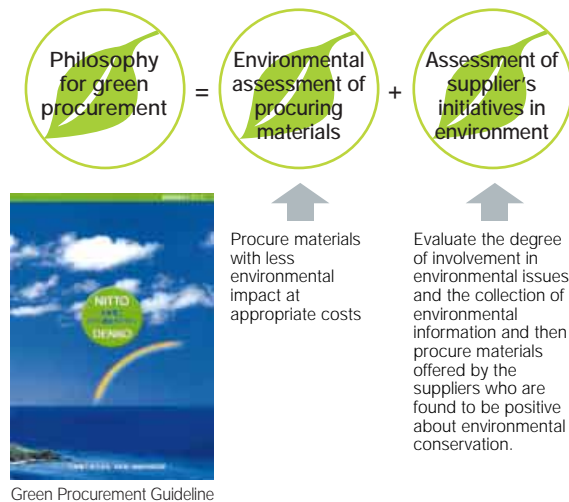 Philosophy
for green
procurement
=
Environmental
assessment of
procuring
materials
+
Assessment of
supplier's
initiatives in
environment
Procure materials
with less
environmental
impact at
appropriate costs
Evaluate the degree
of involvement in
environmental issues
and the collection of
environmental
information and then
procure materials
offered by the
suppliers who are
found to be positive
about environmental
conservation.
NITTO
DENKO
Green Procurement Guideline